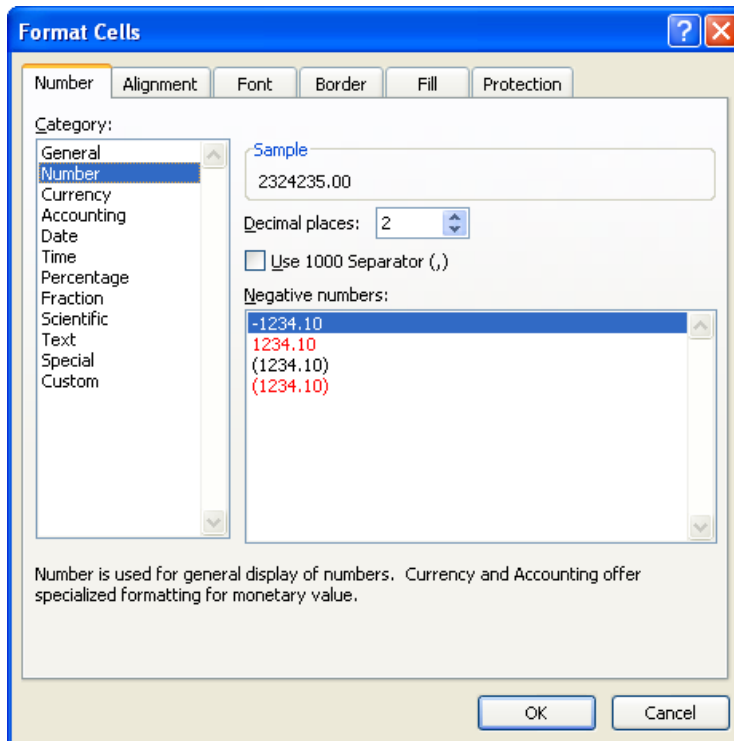 Format Cells
Number Alignment Font Border Fill Protection
Category:
General
Number
Currency
Accounting
Date
Time
Percentage
Fraction
Scientific
Text
Special
Custom
Sample
2324235.00
Decimal places: 2
Use 1000 Separator (,)
Negative numbers:
-1234.10
1234.10
(1234.10)
(1234.10)
Number is used for general display of numbers. Currency and Accounting offer
specialized formatting for monetary value.
OK Cancel